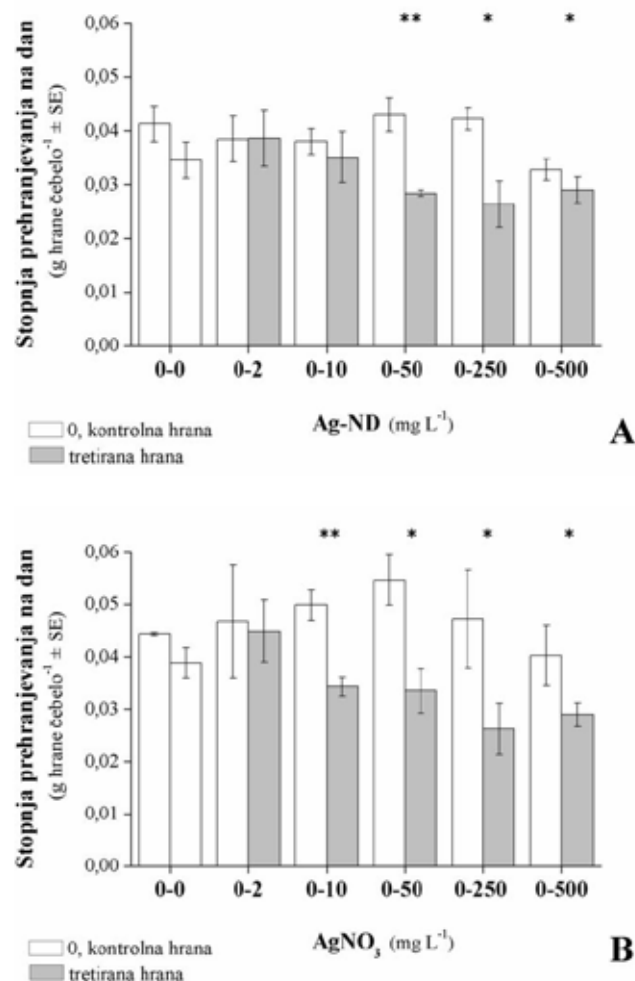 ** * *
Stopnja prehranjevanja na dan
(g hrane čebelo⁻¹ ± SE)
0,06
0,05
0,04
0,03
0,02
0,01
0,00
0-0 0-2 0-10 0-50 0-250 0-500
Ag-ND (mg L⁻¹)
0, kontrolna hrana
tretirana hrana
A
** * * *
Stopnja prehranjevanja na dan
(g hrane čebelo⁻¹ ± SE)
0,06
0,05
0,04
0,03
0,02
0,01
0,00
0-0 0-2 0-10 0-50 0-250 0-500
AgNO₃ (mg L⁻¹)
0, kontrolna hrana
tretirana hrana
B